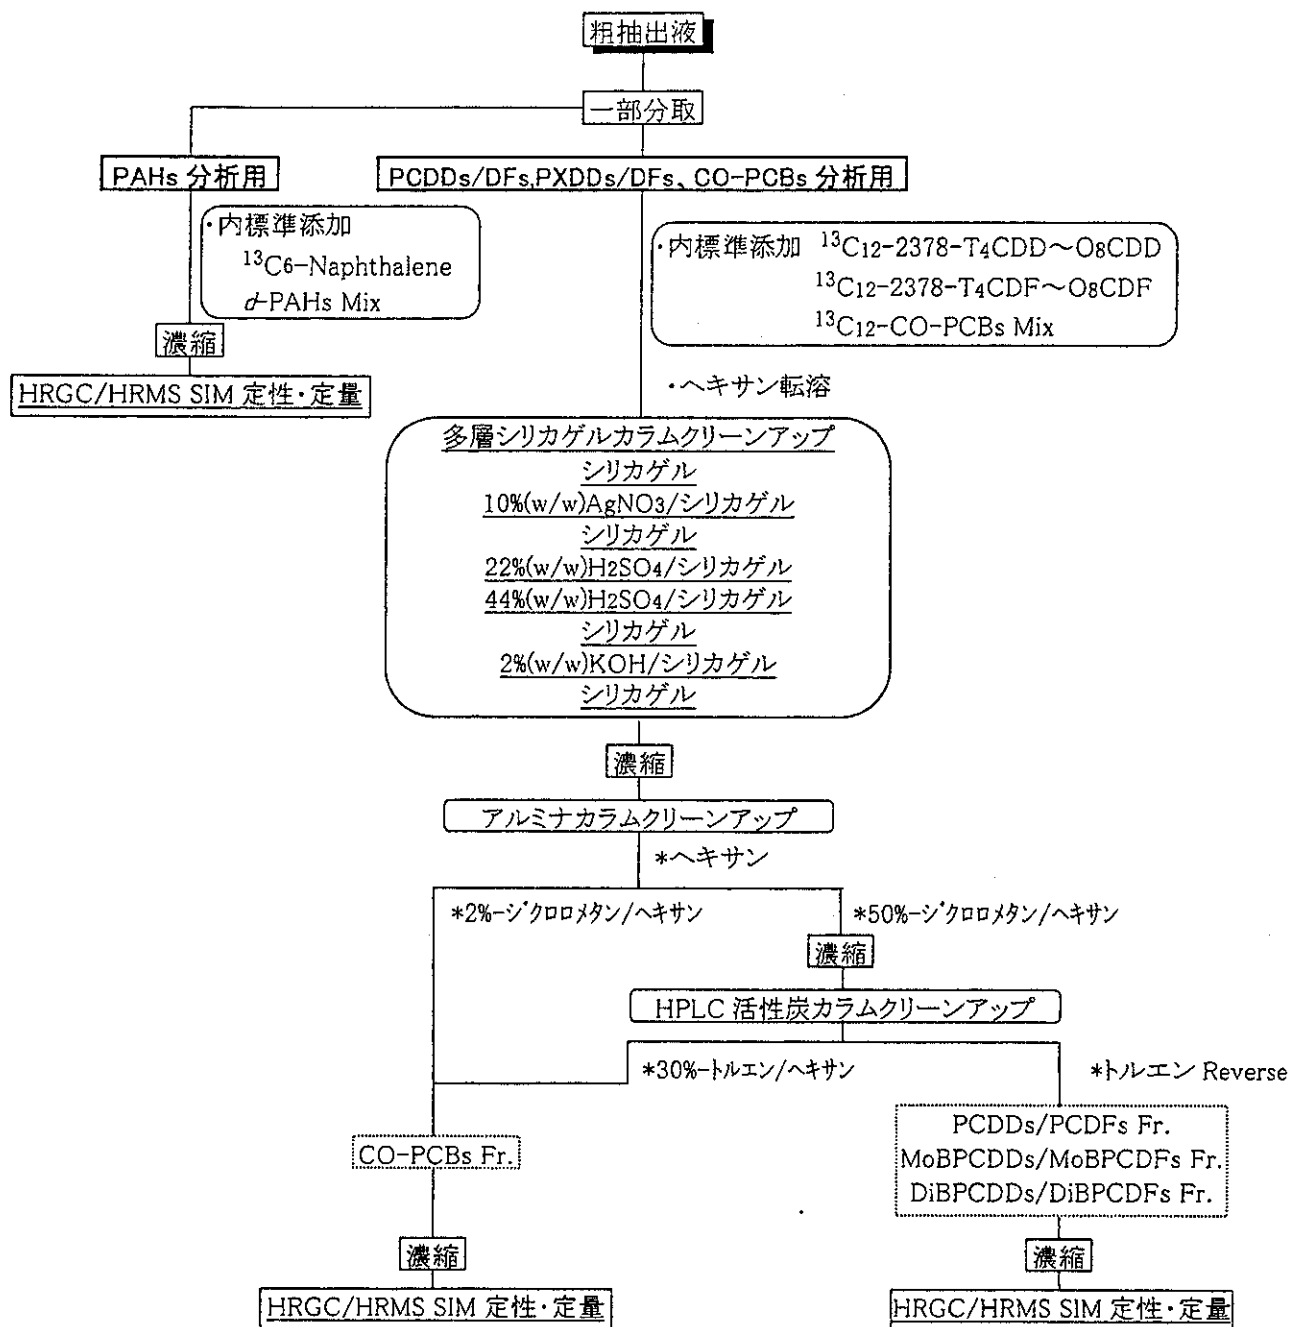 粗抽出液
一部分取
PAHs 分析用
PCDDs/DFs,PXDDs/DFs、CO-PCBs 分析用
・内標準添加
13C6-Naphthalene
d-PAHs Mix
・内標準添加 13C12-2378-T4CDD～O8CDD
13C12-2378-T4CDF～O8CDF
13C12-CO-PCBs Mix
濃縮
HRGC/HRMS SIM 定性・定量
・ヘキサン転溶
多層シリカゲルカラムクリーンアップ
シリカゲル
10%(w/w)AgNO3/シリカゲル
シリカゲル
22%(w/w)H2SO4/シリカゲル
44%(w/w)H2SO4/シリカゲル
シリカゲル
2%(w/w)KOH/シリカゲル
シリカゲル
濃縮
アルミナカラムクリーンアップ
*ヘキサン
*2%-ジクロロメタン/ヘキサン
*50%-ジクロロメタン/ヘキサン
濃縮
HPLC 活性炭カラムクリーンアップ
*30%-トルエン/ヘキサン
*トルエン Reverse
CO-PCBs Fr.
PCDDs/PCDFs Fr.
MoBPCDDs/MoBPCDFs Fr.
DiBPCDDs/DiBPCDFs Fr.
濃縮
濃縮
HRGC/HRMS SIM 定性・定量
HRGC/HRMS SIM 定性・定量